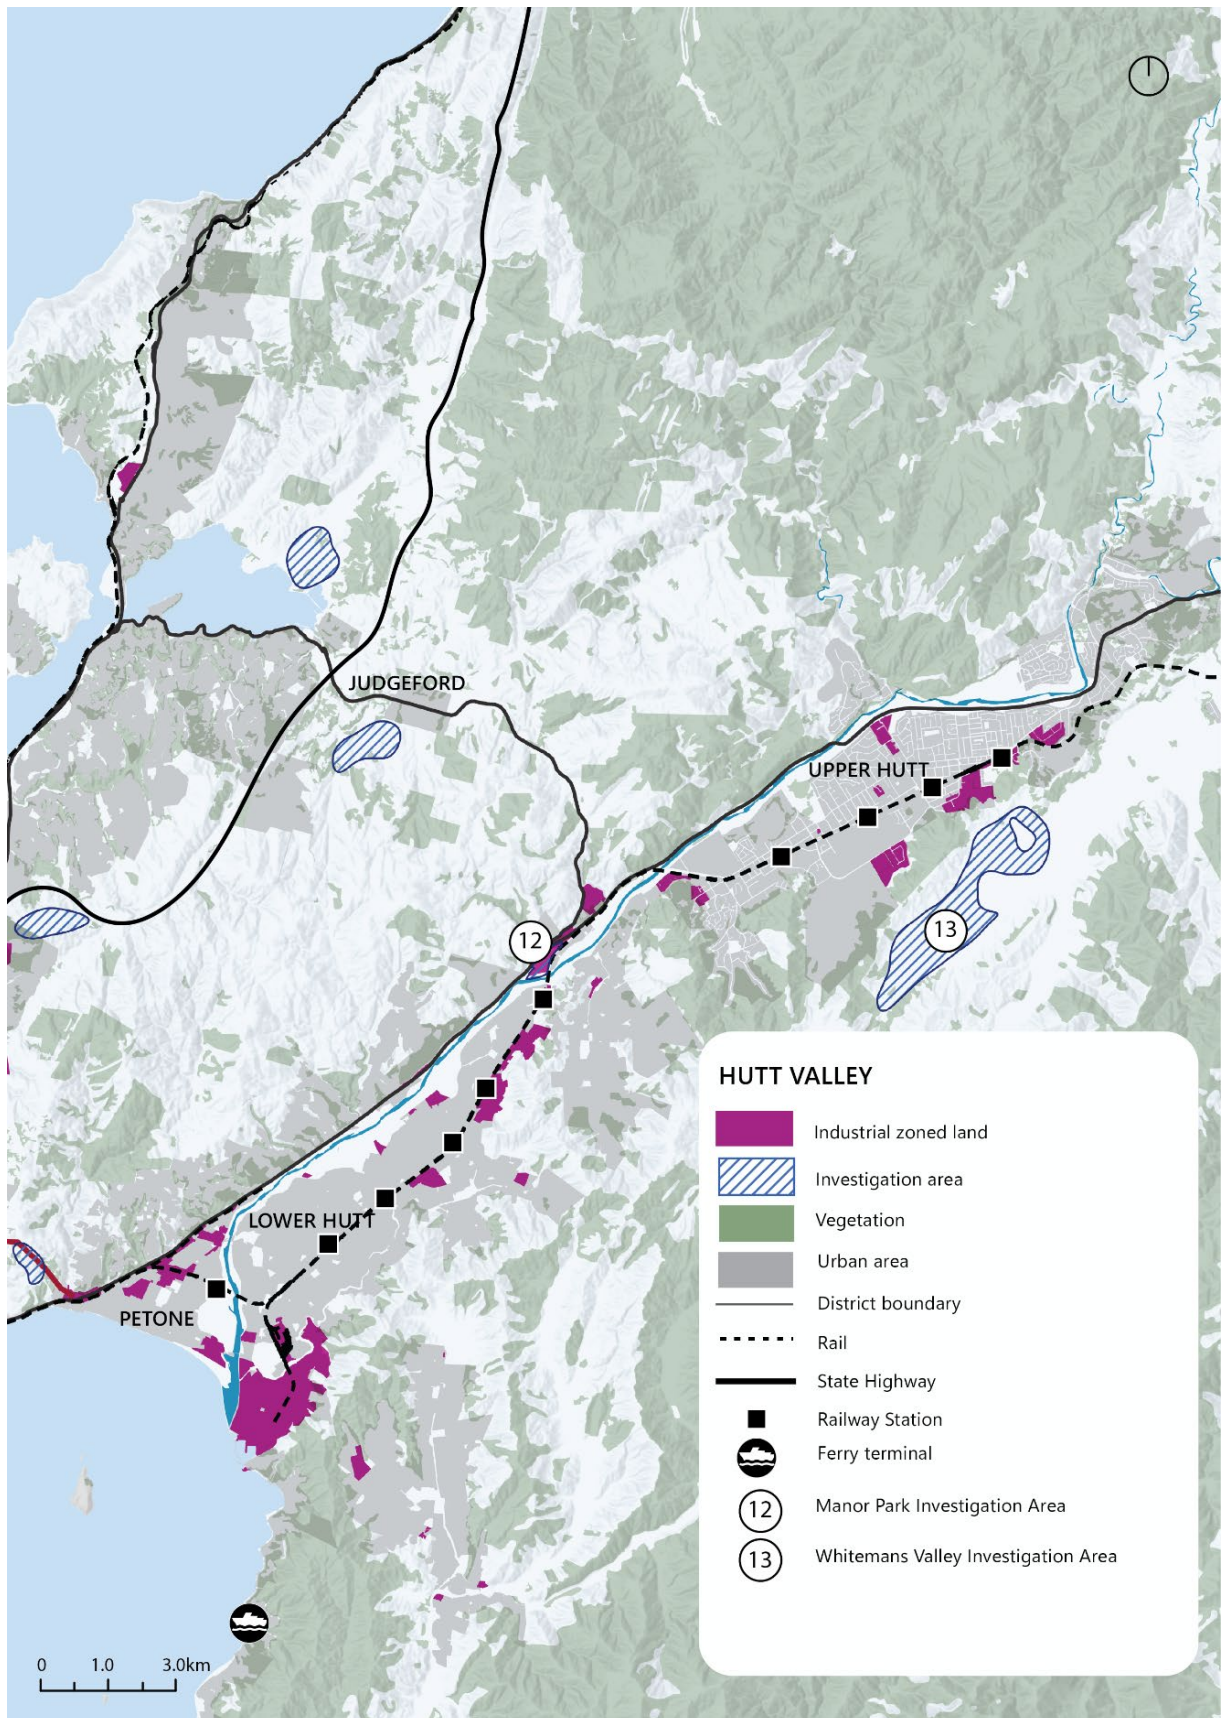 JUDGEFORD
UPPER HUTT
12
13
LOWER HUTT
PETONE
0 1.0 3.0km
HUTT VALLEY
Industrial zoned land
Investigation area
Vegetation
Urban area
District boundary
Rail
State Highway
Railway Station
Ferry terminal
12 Manor Park Investigation Area
13 Whitemans Valley Investigation Area